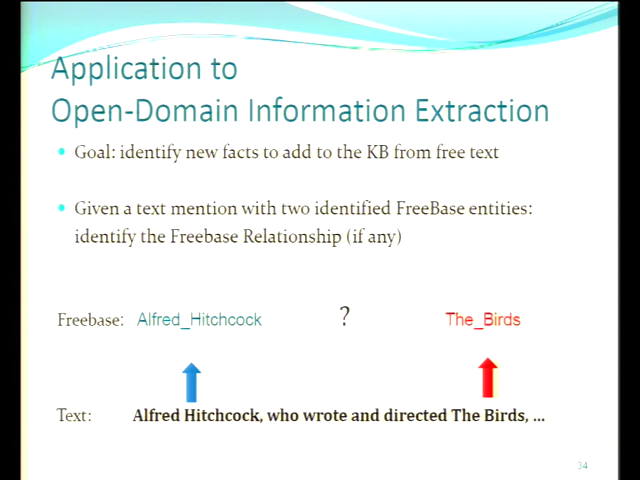 Application to
Open-Domain Information Extraction
• Goal: identify new facts to add to the KB from free text
• Given a text mention with two identified FreeBase entities:
identify the Freebase Relationship (if any)
Freebase: Alfred_Hitchcock ? The_Birds
Text: Alfred Hitchcock, who wrote and directed The Birds, ...
34